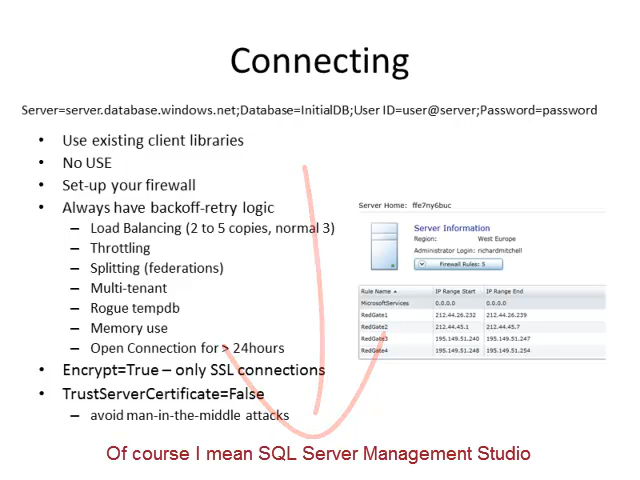 Connecting
Server=server.database.windows.net;Database=InitialDB;User ID=user@server;Password=password
• Use existing client libraries
• No USE
• Set-up your firewall
• Always have backoff-retry logic
– Load Balancing (2 to 5 copies, normal 3)
– Throttling
– Splitting (federations)
– Multi-tenant
– Rogue tempdb
– Memory use
– Open Connection for > 24hours
• Encrypt=True – only SSL connections
• TrustServerCertificate=False
– avoid man-in-the-middle attacks
Server Home: ffe7ny6buc
Server Information
Region: West Europe
Administrator Login: richardmitchell
Firewall Rules: 5
Rule Name IP Range Start IP Range End
MicrosoftServices 0.0.0.0 0.0.0.0
RedGate1 212.44.26.232 212.44.26.239
RedGate2 212.44.45.1 212.44.45.7
RedGate3 195.149.51.240 195.149.51.247
RedGate4 195.149.51.248 195.149.51.254
Of course I mean SQL Server Management Studio